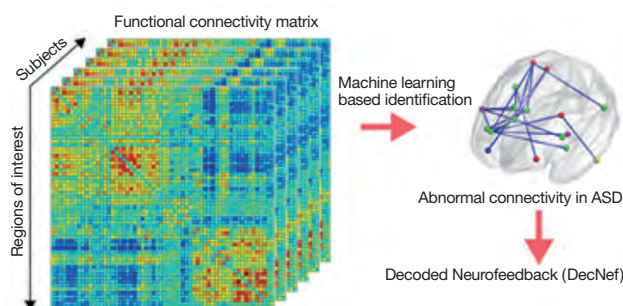 Functional connectivity matrix
Subjects
Regions of interest
Machine learning
based identification
Abnormal connectivity in ASD
Decoded Neurofeedback (DecNef)